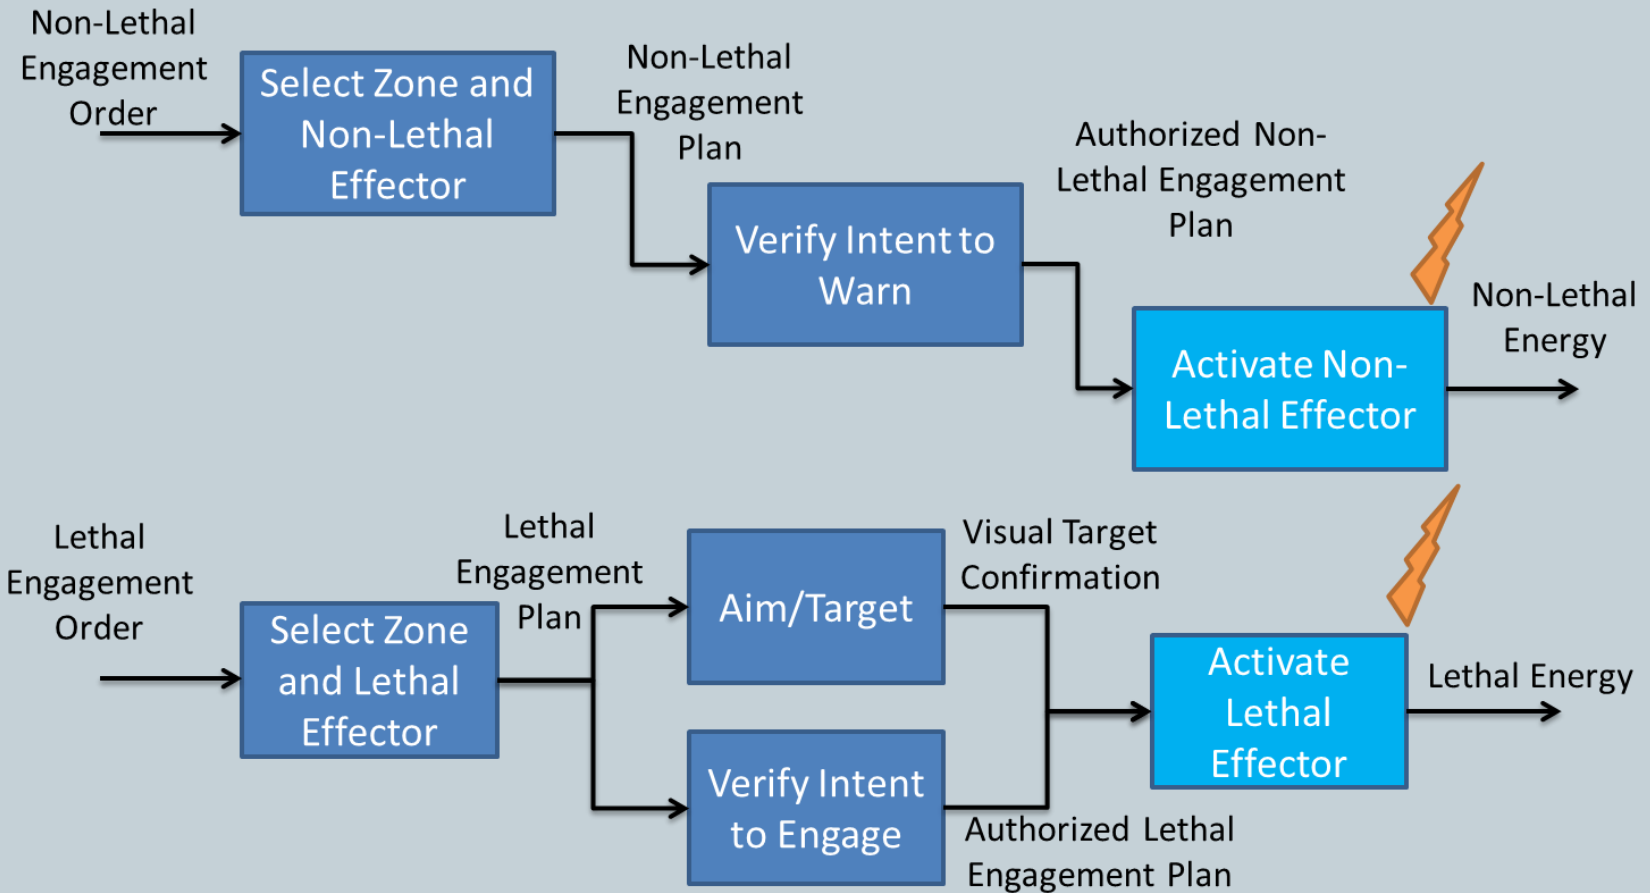 Non-Lethal
Engagement
Order
Select Zone and
Non-Lethal
Effector
Non-Lethal
Engagement
Plan
Verify Intent to
Warn
Authorized Non-
Lethal Engagement
Plan
Activate Non-
Lethal Effector
Non-Lethal
Energy
Lethal
Engagement
Order
Select Zone
and Lethal
Effector
Lethal
Engagement
Plan
Aim/Target
Visual Target
Confirmation
Verify Intent
to Engage
Authorized Lethal
Engagement Plan
Activate
Lethal
Effector
Lethal Energy